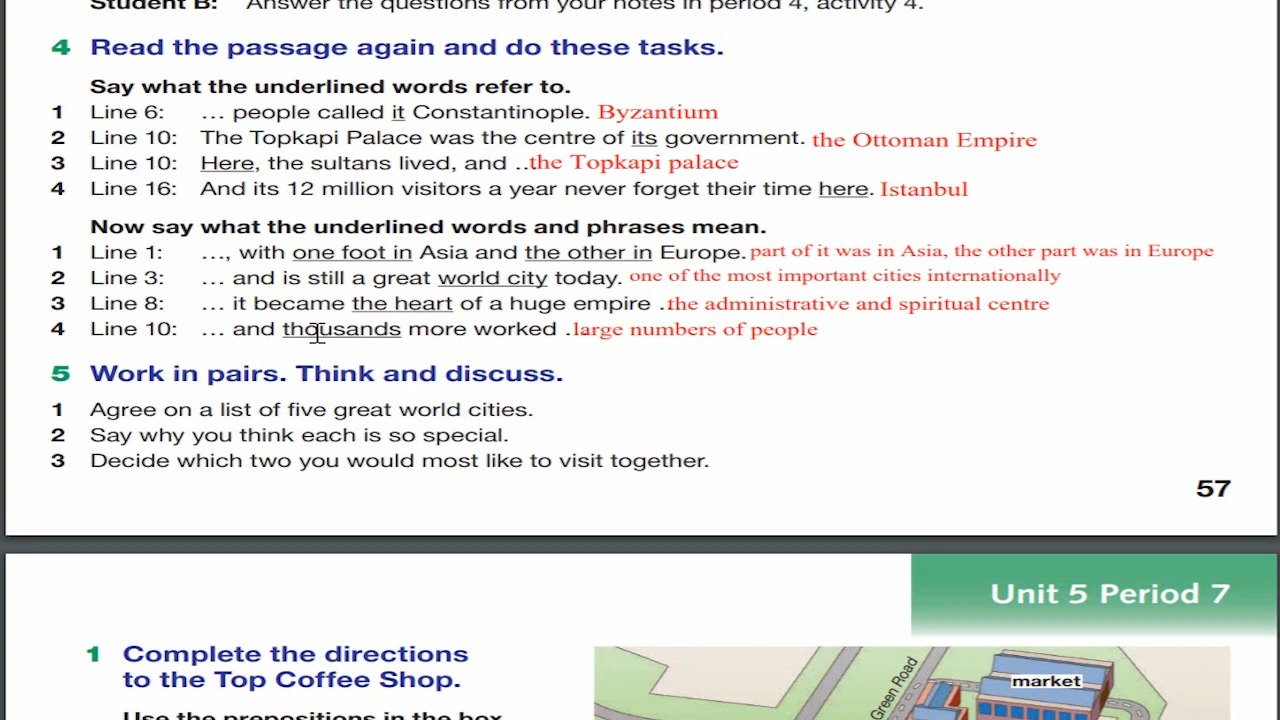 Student B: Answer the questions from your notes in period 4, activity 4.
4 Read the passage again and do these tasks.
Say what the underlined words refer to.
1 Line 6: … people called it Constantinople. Byzantium
2 Line 10: The Topkapi Palace was the centre of its government. the Ottoman Empire
3 Line 10: Here, the sultans lived, and … the Topkapi palace
4 Line 16: And its 12 million visitors a year never forget their time here. Istanbul
Now say what the underlined words and phrases mean.
1 Line 1: …, with one foot in Asia and the other in Europe. part of it was in Asia, the other part was in Europe
2 Line 3: … and is still a great world city today. one of the most important cities internationally
3 Line 8: … it became the heart of a huge empire … the administrative and spiritual centre
4 Line 10: … and thousands more worked … large numbers of people
5 Work in pairs. Think and discuss.
1 Agree on a list of five great world cities.
2 Say why you think each is so special.
3 Decide which two you would most like to visit together.
57
Unit 5 Period 7
1 Complete the directions
to the Top Coffee Shop.
Use the prepositions in the box
Green Road
market